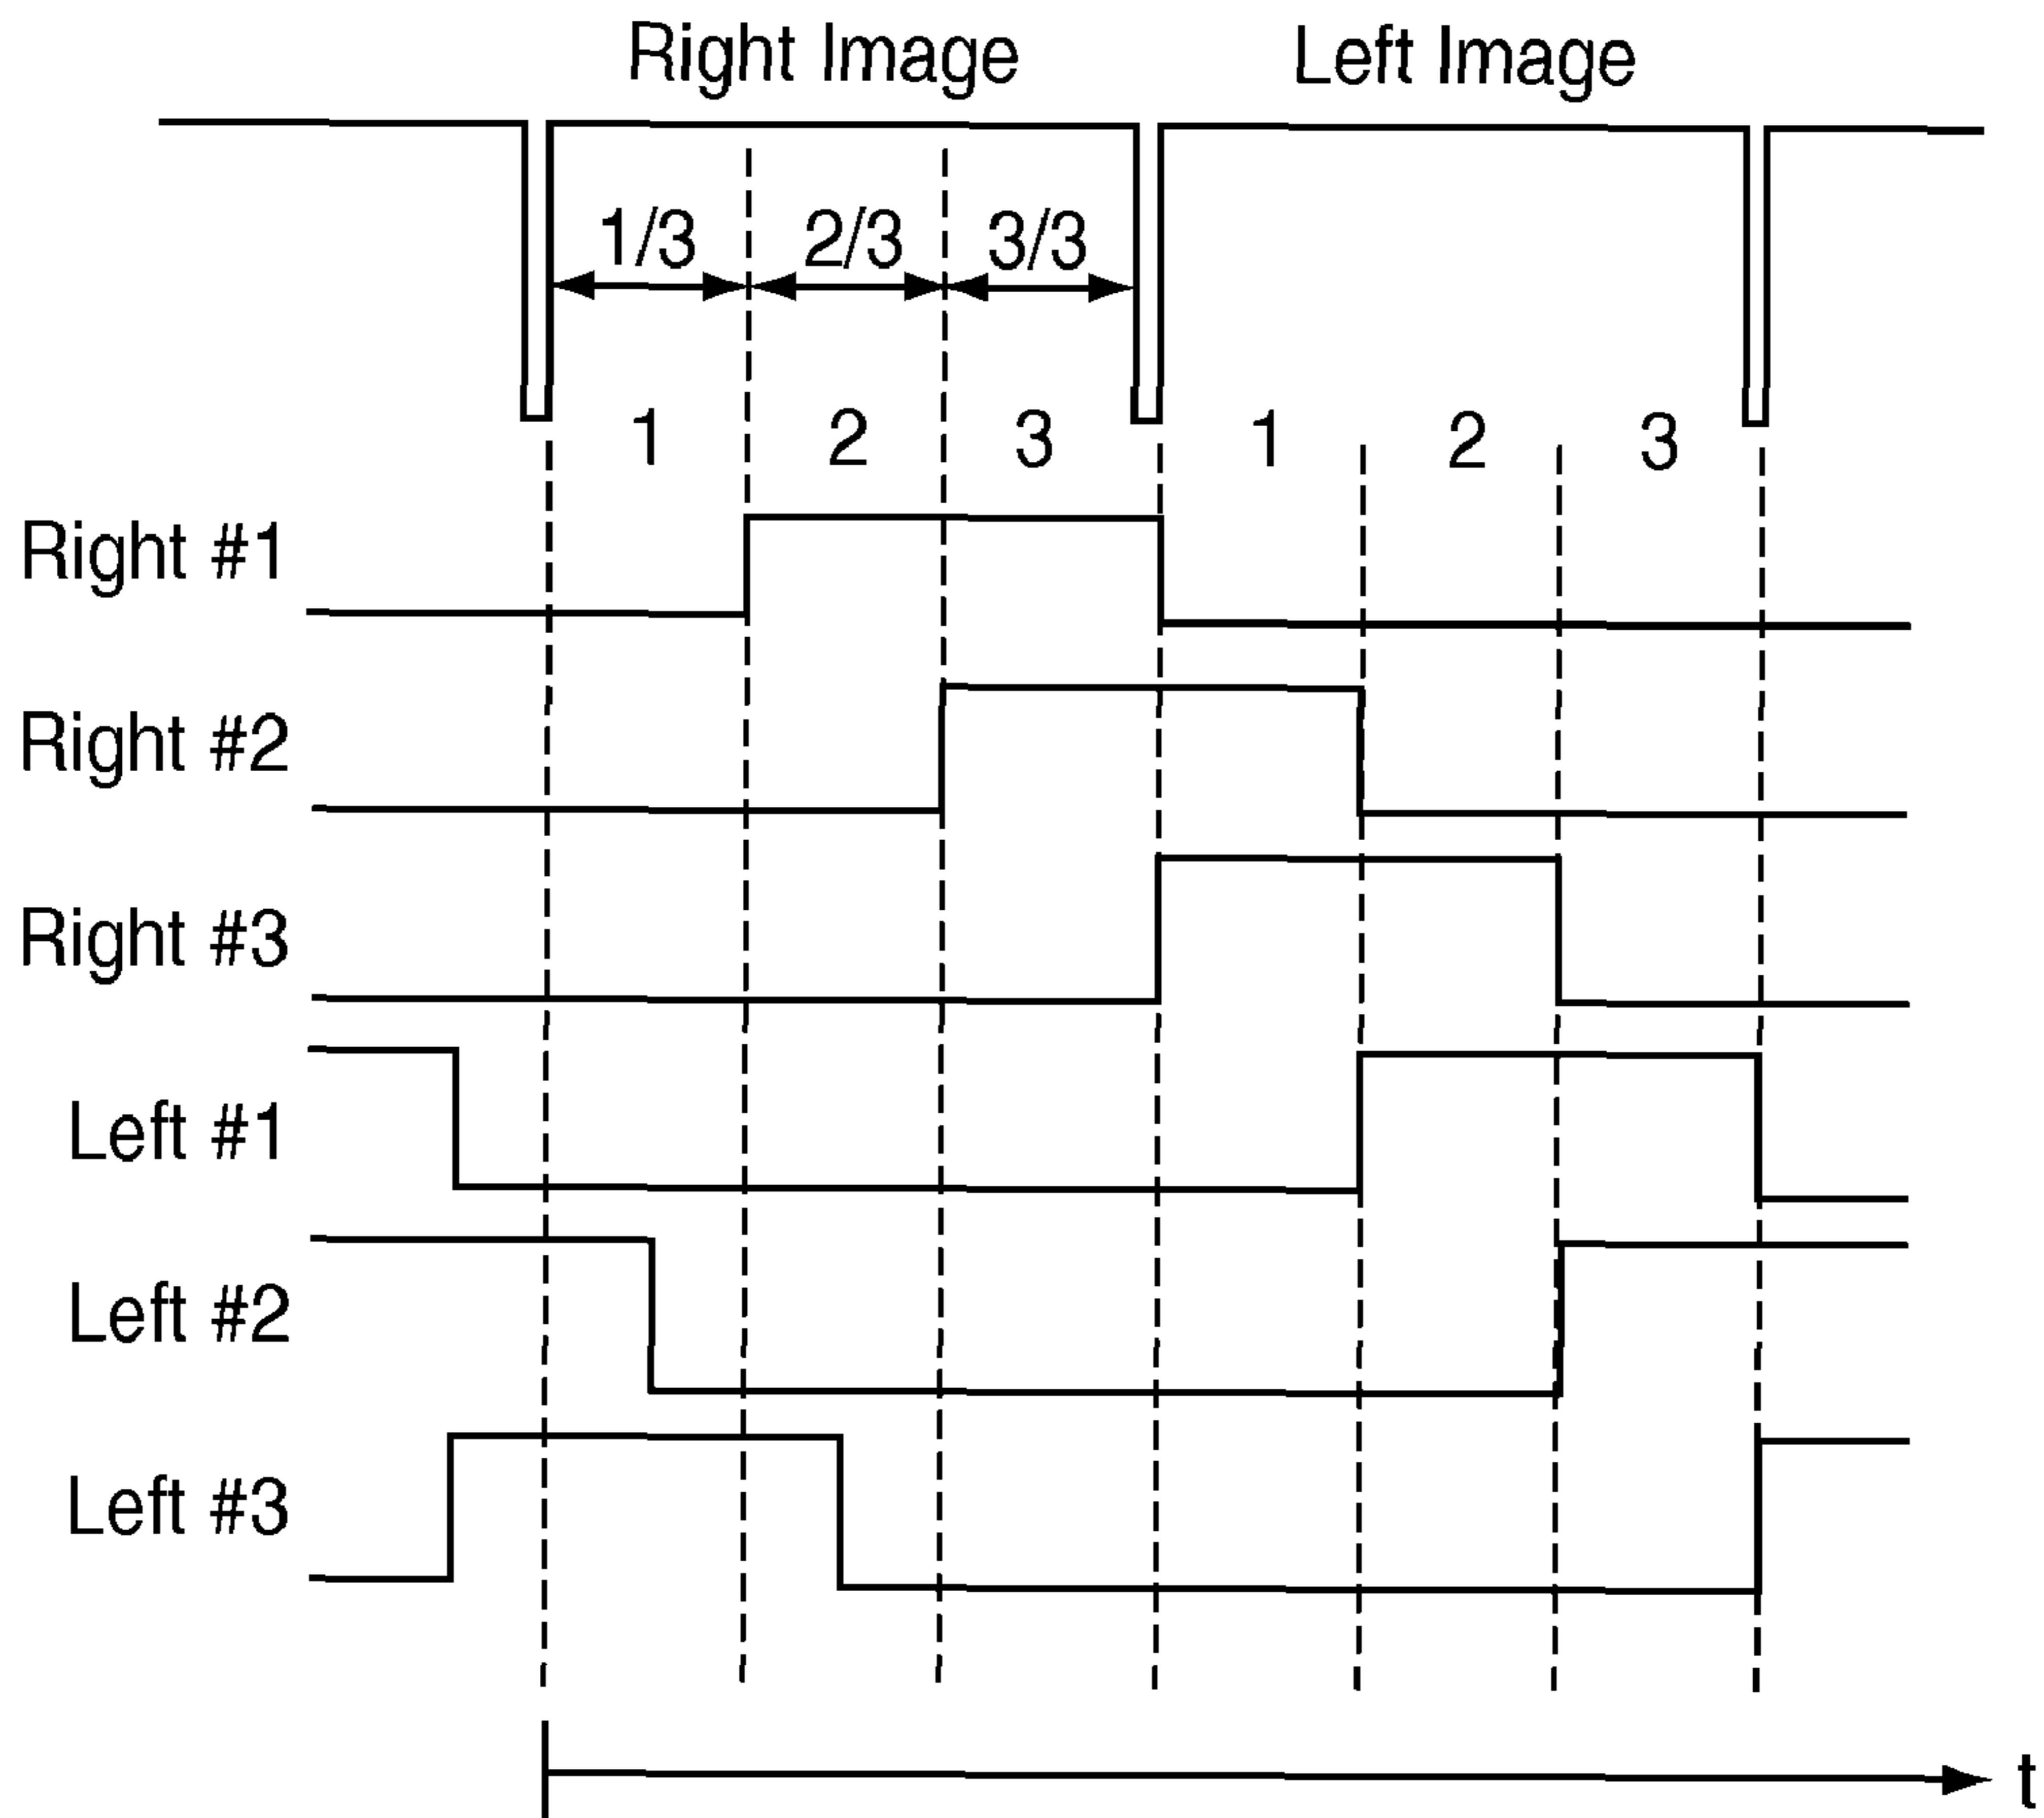 Right Image Left Image
1/3 2/3 3/3
1 2 3 1 2 3
Right #1
Right #2
Right #3
Left #1
Left #2
Left #3
t